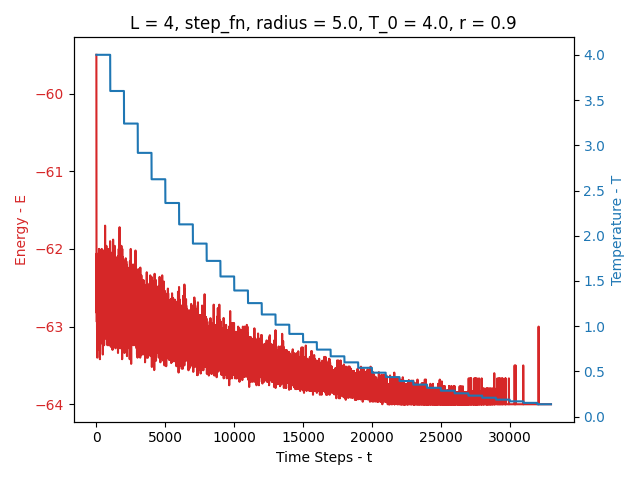 L = 4, step_fn, radius = 5.0, T_0 = 4.0, r = 0.9
Energy - E
−60
−61
−62
−63
−64
4.0
3.5
3.0
2.5
2.0
1.5
1.0
0.5
0.0
Temperature - T
0 5000 10000 15000 20000 25000 30000
Time Steps - t